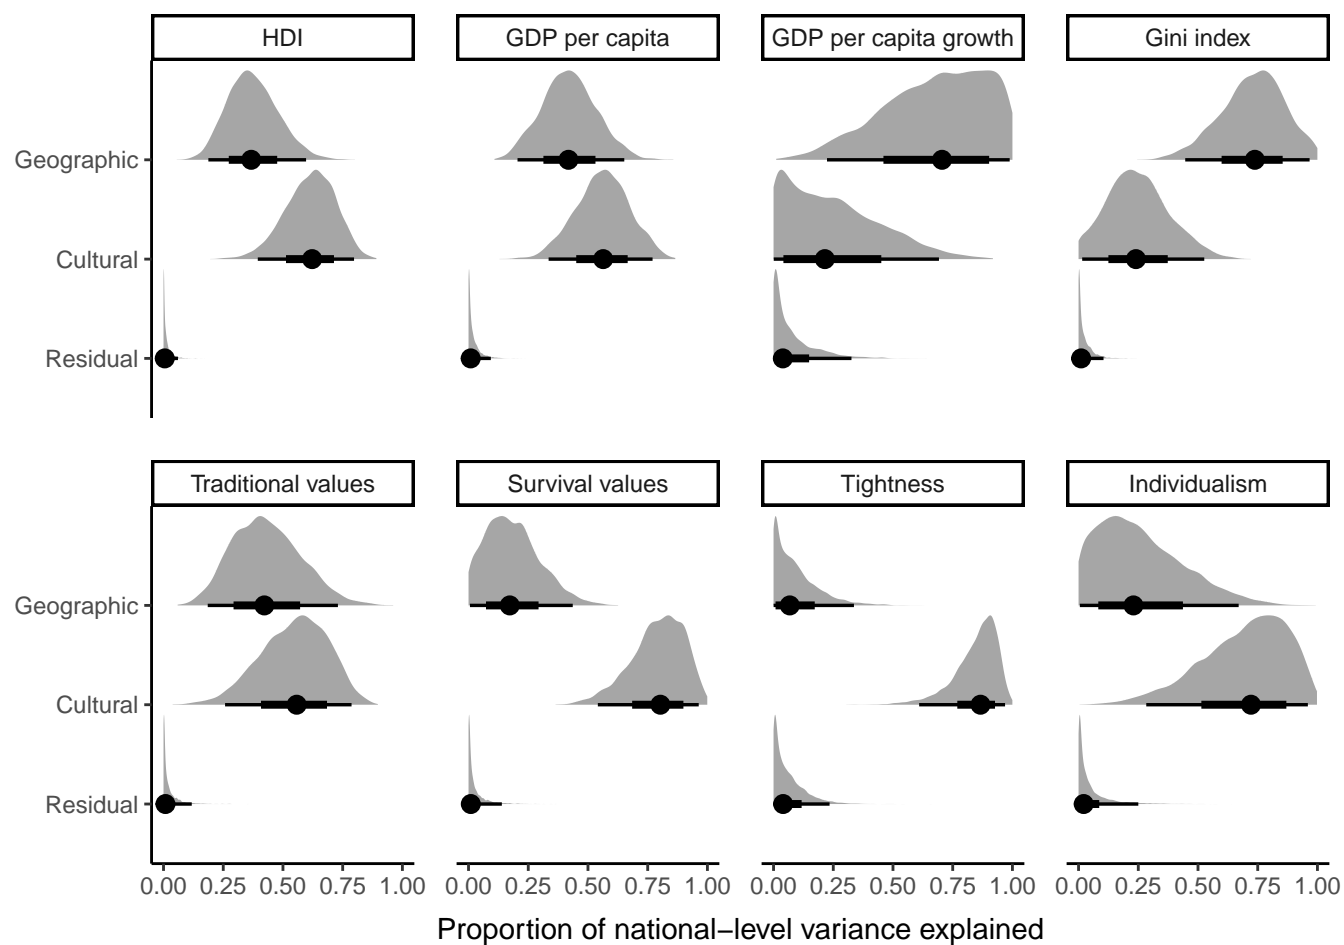 HDI GDP per capita GDP per capita growth Gini index
Geographic
Cultural
Residual
Traditional values Survival values Tightness Individualism
Geographic
Cultural
Residual
0.00 0.25 0.50 0.75 1.00 0.00 0.25 0.50 0.75 1.00 0.00 0.25 0.50 0.75 1.00 0.00 0.25 0.50 0.75 1.00
Proportion of national−level variance explained